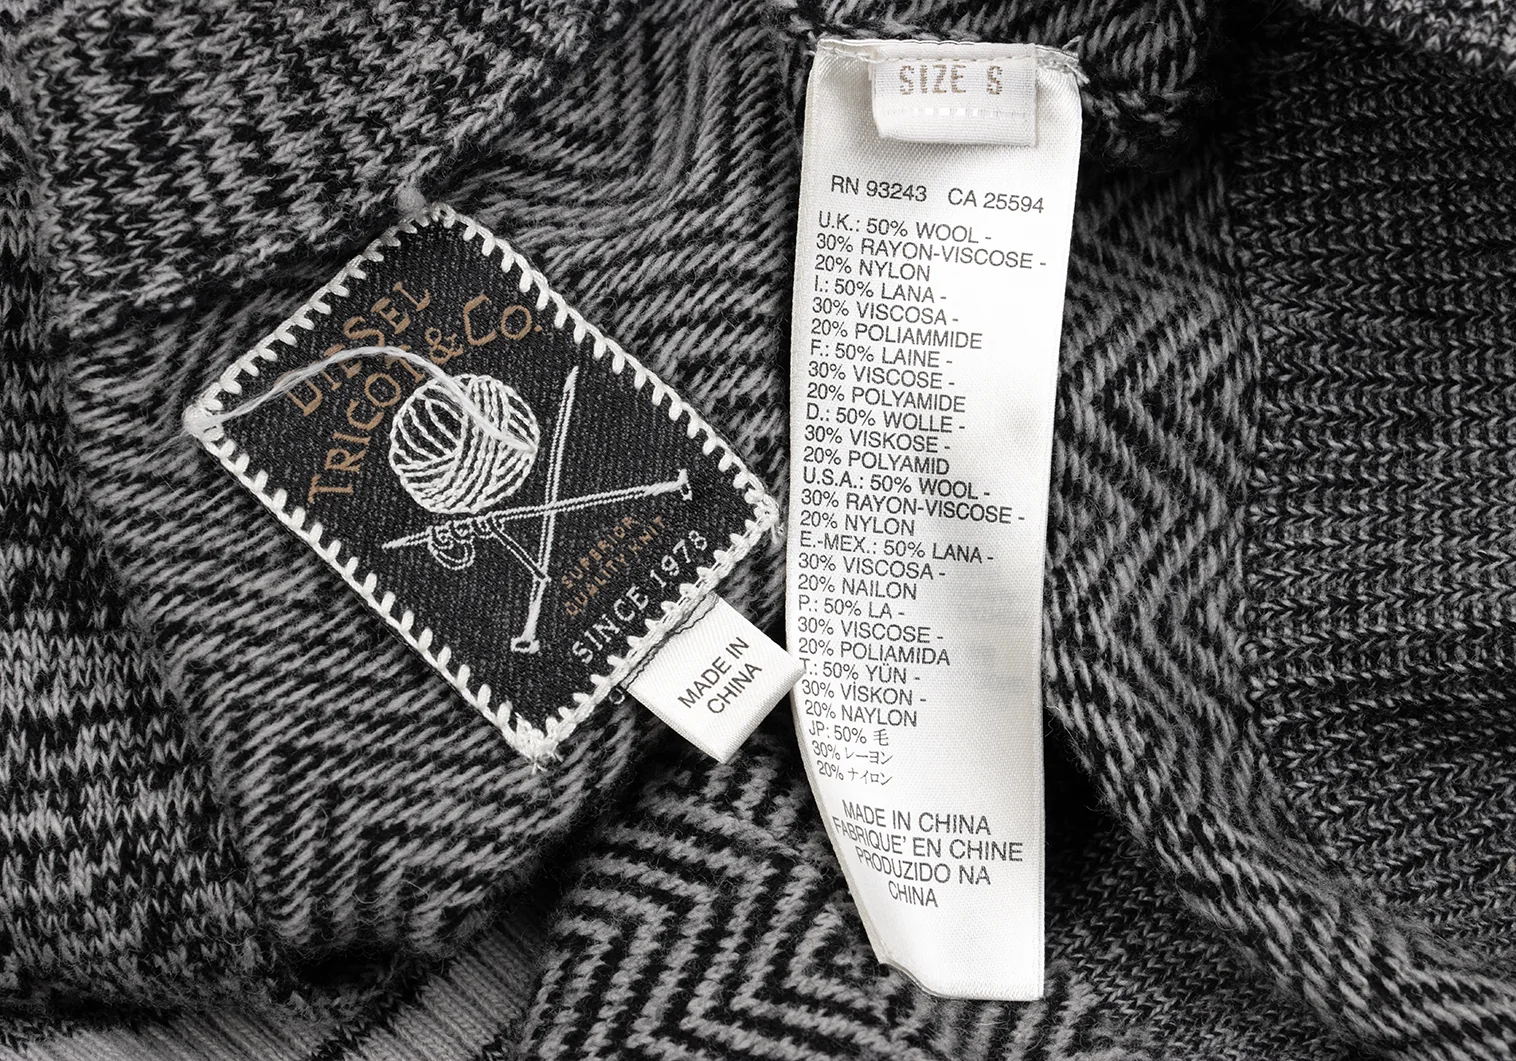 DIESEL
TRICOT & CO.
SUPERIOR
QUALITY KNIT
SINCE 1978
MADE IN
CHINA
SIZE S
RN 93243 CA 25594
U.K.: 50% WOOL -
30% RAYON-VISCOSE -
20% NYLON
I.: 50% LANA -
30% VISCOSA -
20% POLIAMMIDE
F.: 50% LAINE -
30% VISCOSE -
20% POLYAMIDE
D.: 50% WOLLE -
30% VISKOSE -
20% POLYAMID
U.S.A.: 50% WOOL -
30% RAYON-VISCOSE -
20% NYLON
E.-MEX.: 50% LANA -
30% VISCOSA -
20% NAILON
P.: 50% LA -
30% VISCOSE -
20% POLIAMIDA
T.: 50% YÜN -
30% VİSKON -
20% NAYLON
JP: 50% 毛
30% レーヨン
20% ナイロン
MADE IN CHINA
FABRIQUE' EN CHINE
PRODUZIDO NA
CHINA